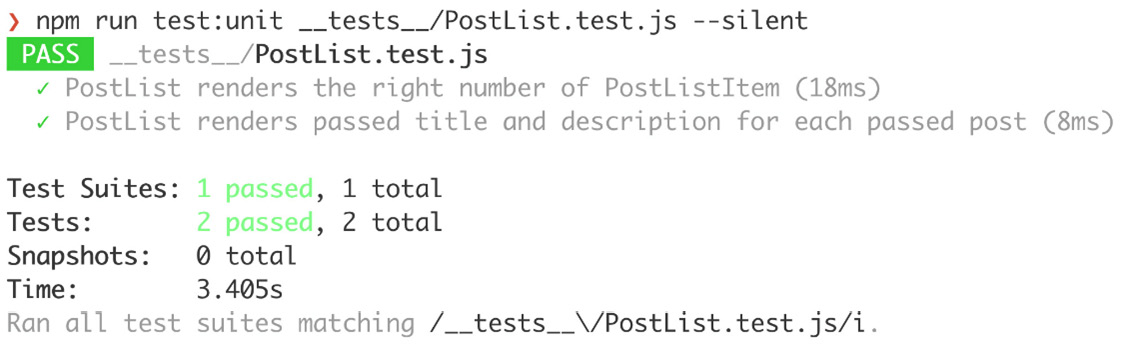 ❯ npm run test:unit __tests__/PostList.test.js --silent
PASS __tests__/PostList.test.js
✓ PostList renders the right number of PostListItem (18ms)
✓ PostList renders passed title and description for each passed post (8ms)
Test Suites: 1 passed, 1 total
Tests: 2 passed, 2 total
Snapshots: 0 total
Time: 3.405s
Ran all test suites matching /__tests__\/PostList.test.js/i.